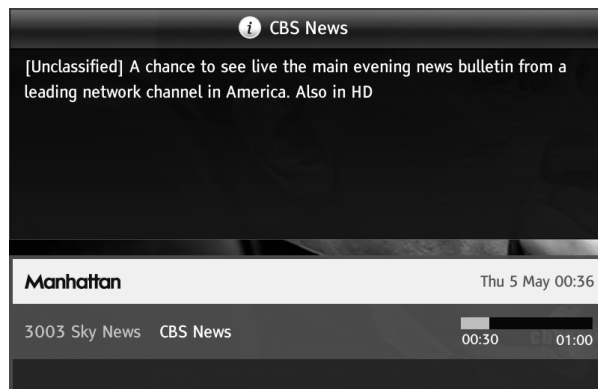 i CBS News
[Unclassified] A chance to see live the main evening news bulletin from a
leading network channel in America. Also in HD
Manhattan Thu 5 May 00:36
3003 Sky News CBS News
00:30 01:00